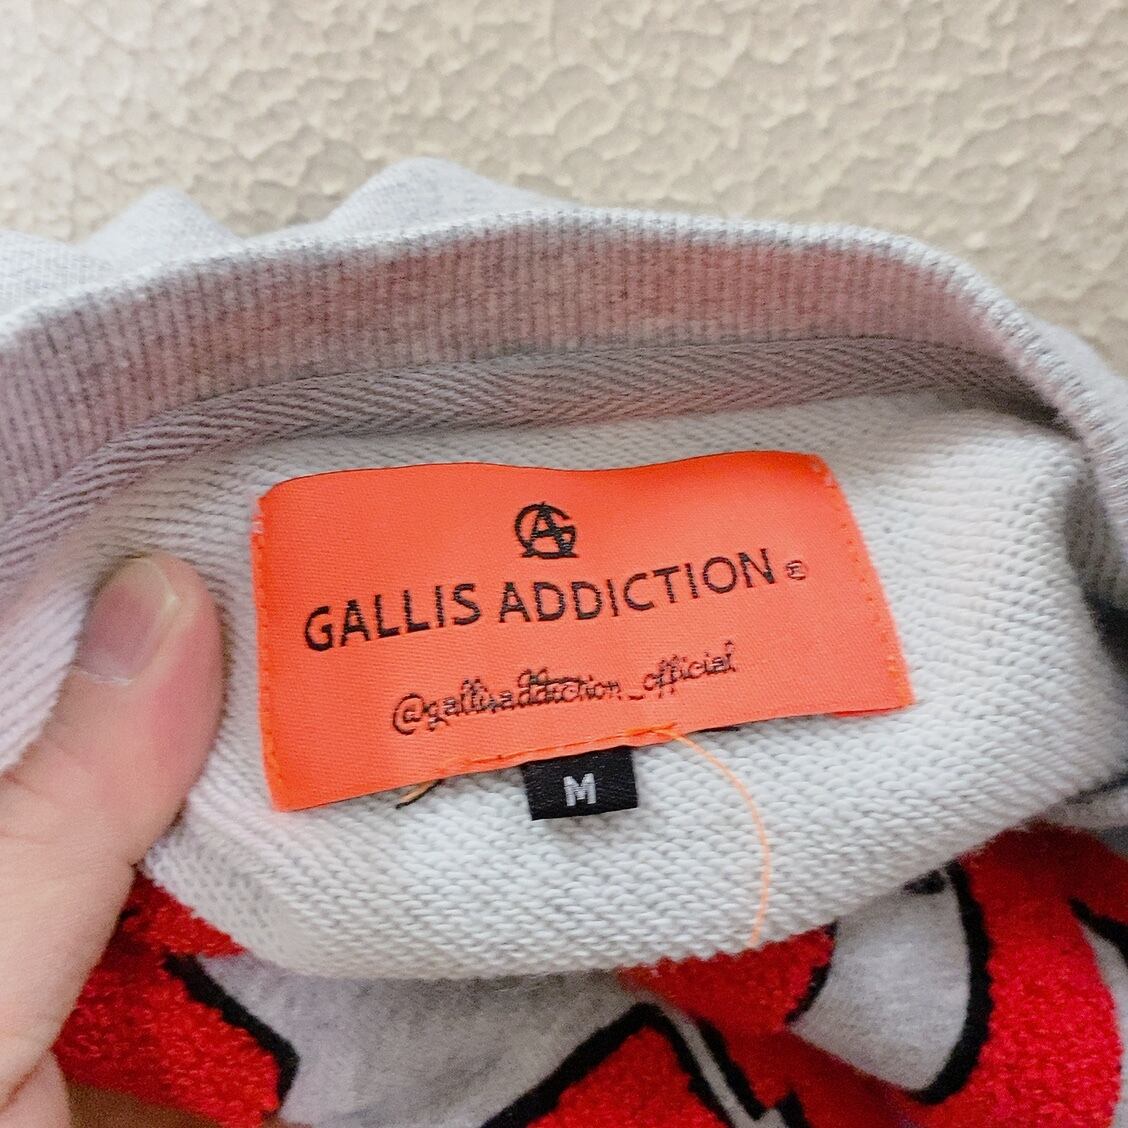 AG
GALLIS ADDICTION®
@gallisaddiction_official
M